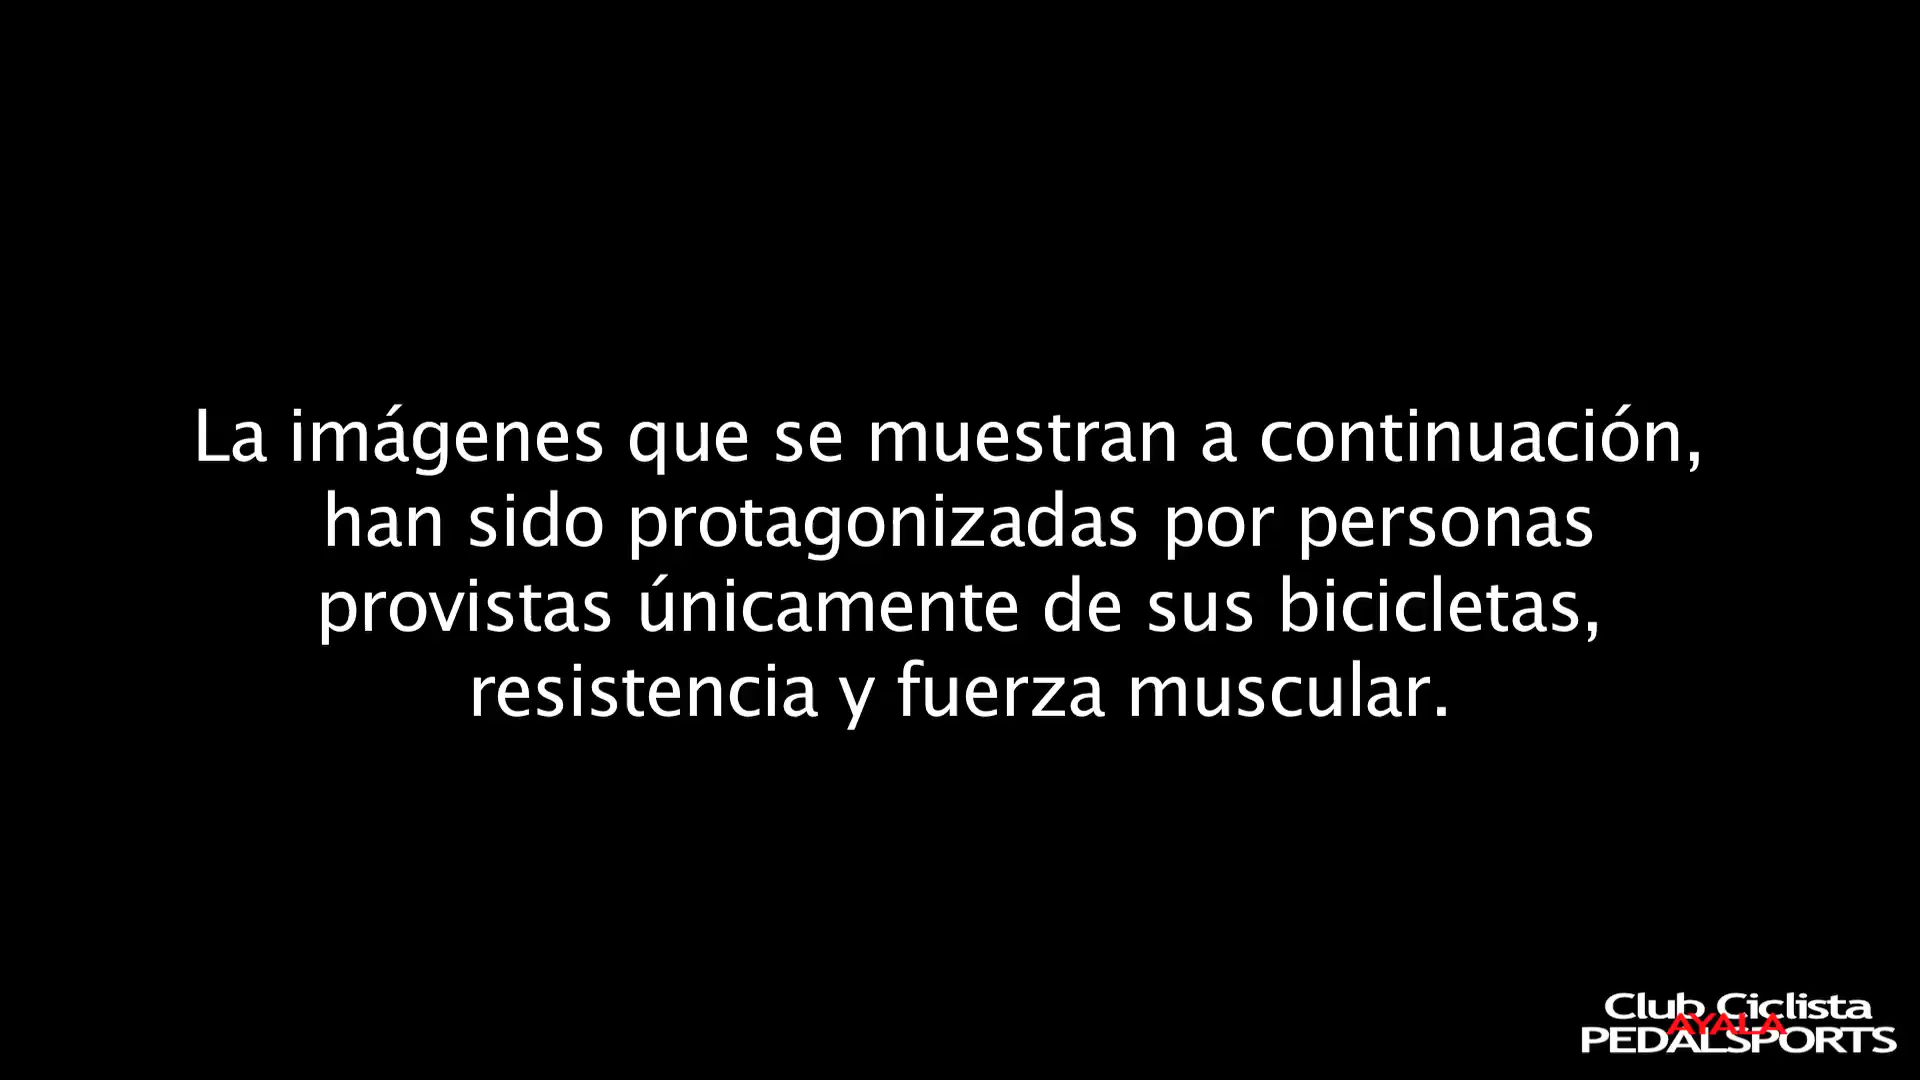 La imágenes que se muestran a continuación,
han sido protagonizadas por personas
provistas únicamente de sus bicicletas,
resistencia y fuerza muscular.
Club Ciclista
AYALA
PEDALSPORTS